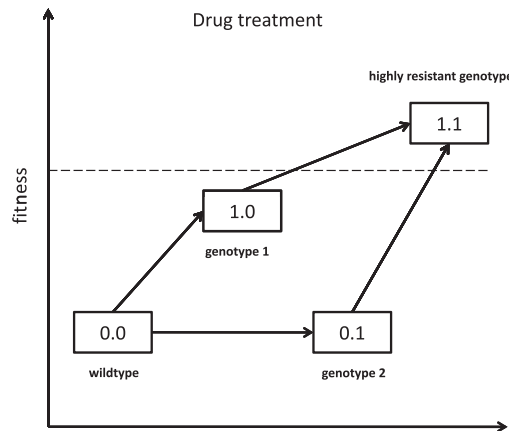 Drug treatment
highly resistant genotype
1.1
fitness
1.0
genotype 1
0.0
0.1
wildtype
genotype 2